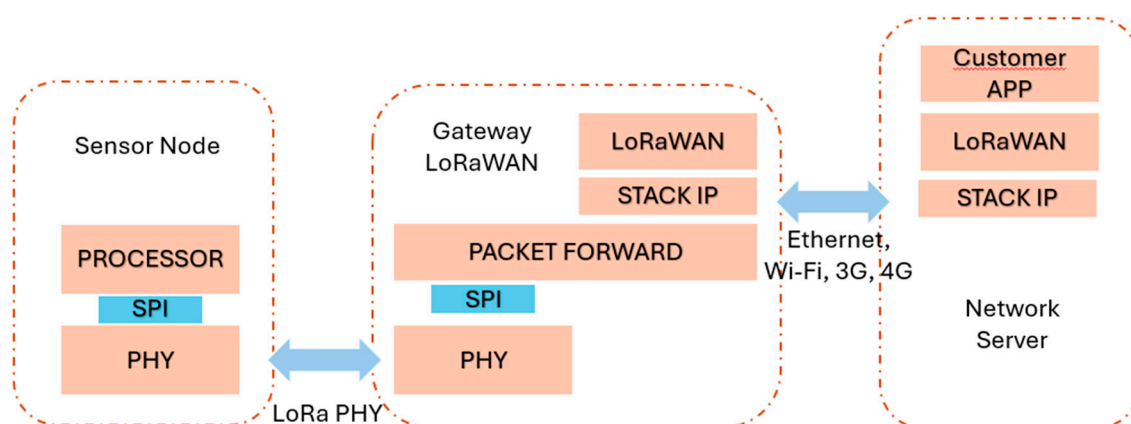 Sensor Node
PROCESSOR
SPI
PHY
LoRa PHY
Gateway
LoRaWAN
LoRaWAN
STACK IP
PACKET FORWARD
SPI
PHY
Ethernet,
Wi-Fi, 3G, 4G
Customer
APP
LoRaWAN
STACK IP
Network
Server